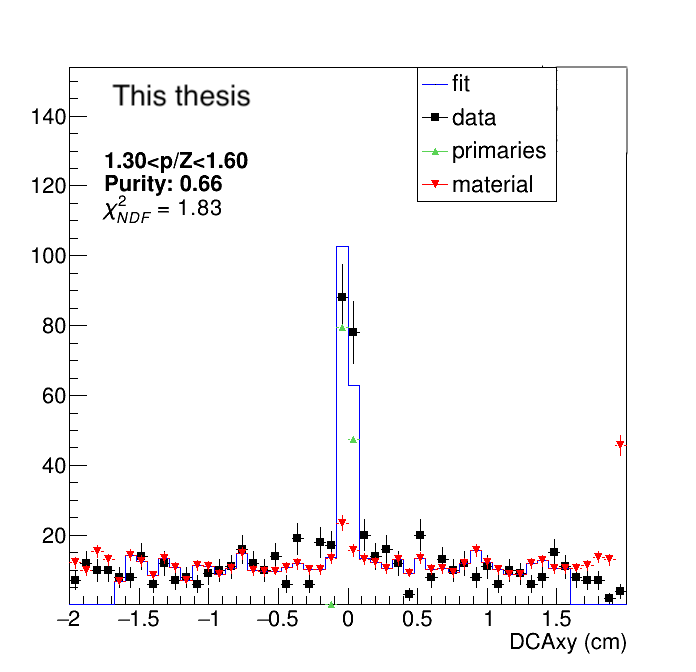 This thesis
fit
data
primaries
material
1.30<p/Z<1.60
Purity: 0.66
χ²_NDF = 1.83
140
120
100
80
60
40
20
−2 −1.5 −1 −0.5 0 0.5 1 1.5
DCAxy (cm)